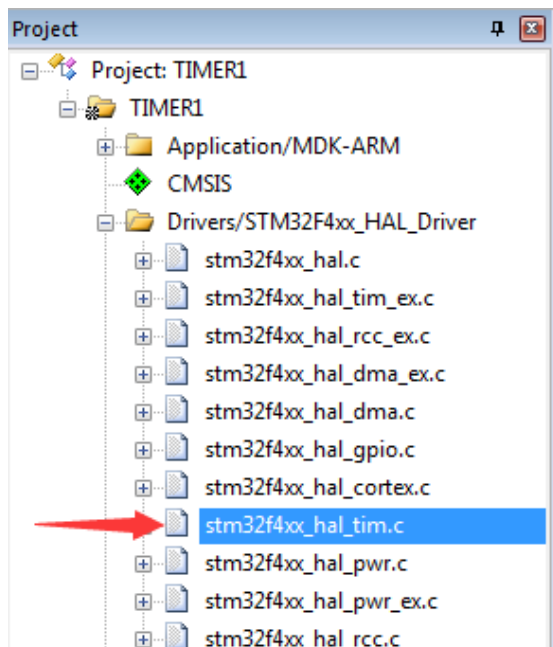 Project
Project: TIMER1
TIMER1
Application/MDK-ARM
CMSIS
Drivers/STM32F4xx_HAL_Driver
stm32f4xx_hal.c
stm32f4xx_hal_tim_ex.c
stm32f4xx_hal_rcc_ex.c
stm32f4xx_hal_dma_ex.c
stm32f4xx_hal_dma.c
stm32f4xx_hal_gpio.c
stm32f4xx_hal_cortex.c
stm32f4xx_hal_tim.c
stm32f4xx_hal_pwr.c
stm32f4xx_hal_pwr_ex.c
stm32f4xx_hal_rcc.c